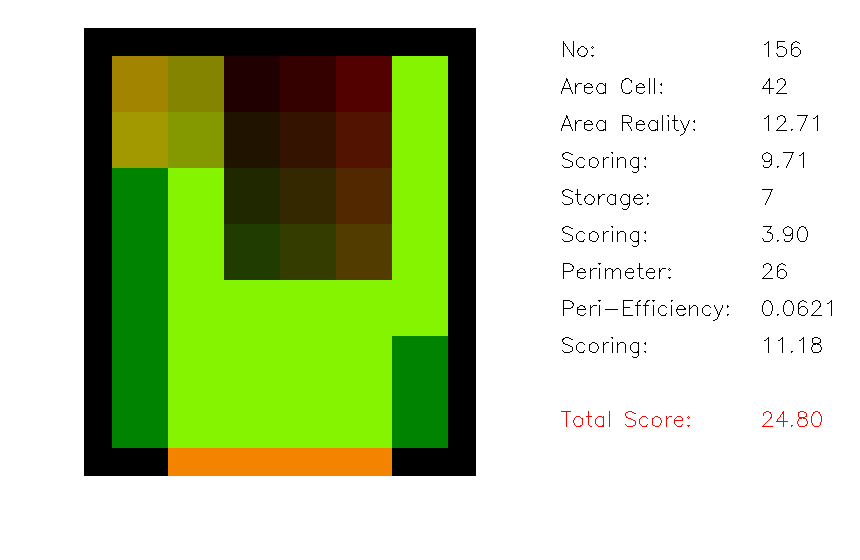 No: 156
Area Cell: 42
Area Reality: 12.71
Scoring: 9.71
Storage: 7
Scoring: 3.90
Perimeter: 26
Peri-Efficiency: 0.0621
Scoring: 11.18
Total Score: 24.80